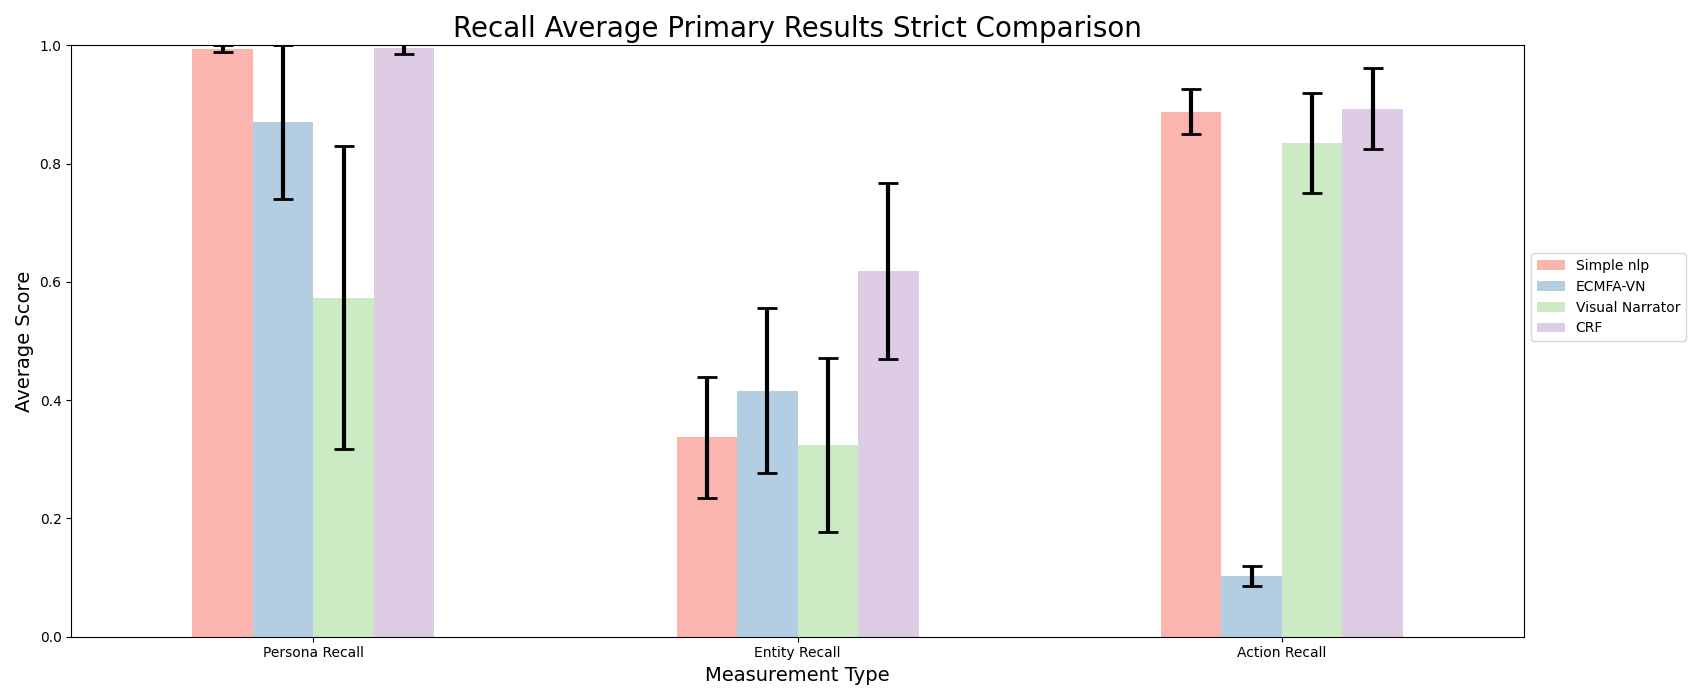 Recall Average Primary Results Strict Comparison
1.0
0.8
0.6
0.4
0.2
0.0
Average Score
Persona Recall
Entity Recall
Action Recall
Measurement Type
Simple nlp
ECMFA-VN
Visual Narrator
CRF